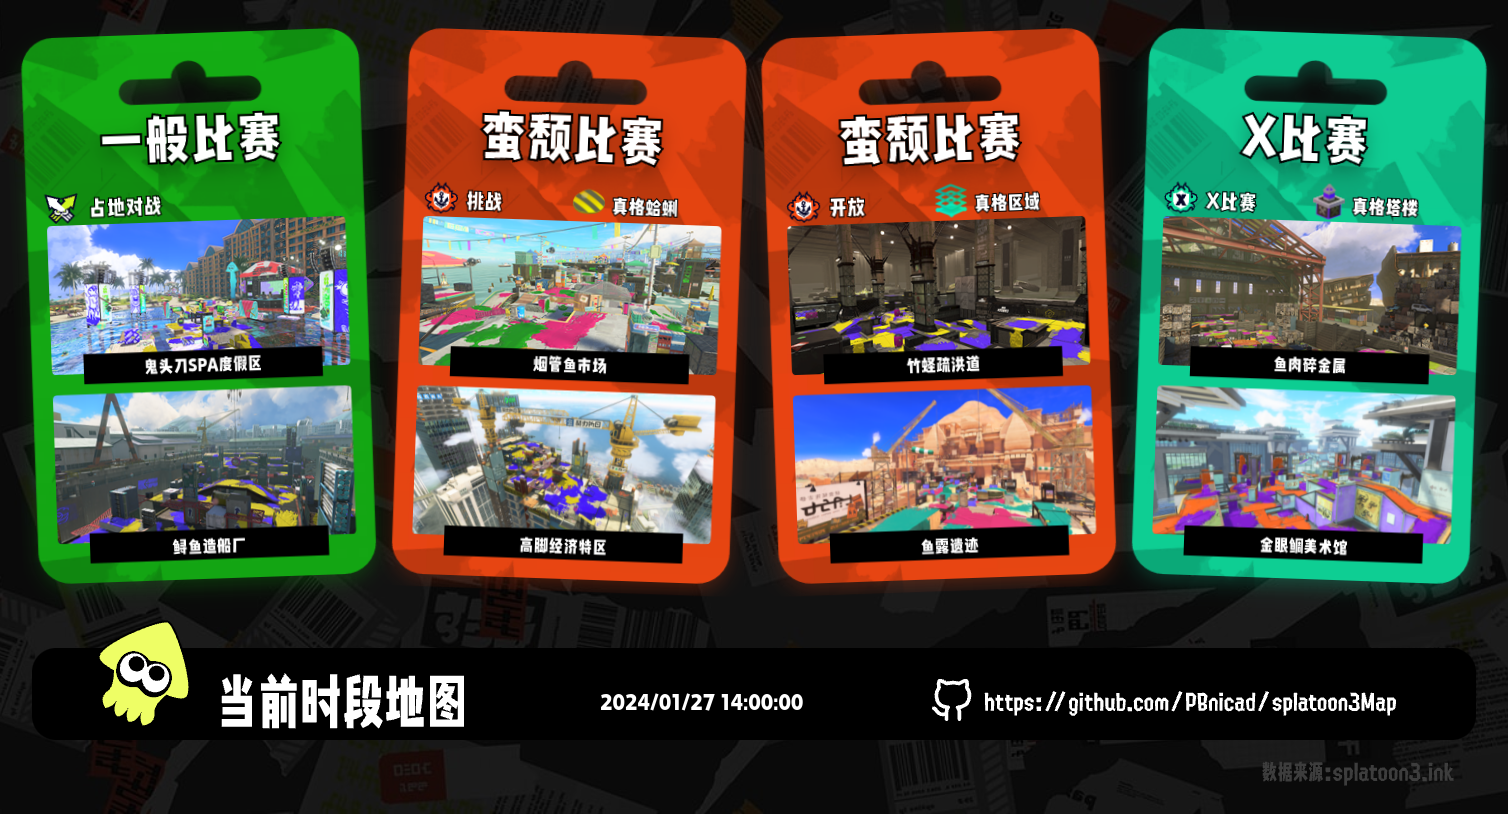 一般比赛
占地对战
鬼头刀SPA度假区
鲟鱼造船厂
蛮颓比赛
挑战
真格蛤蜊
烟管鱼市场
高脚经济特区
蛮颓比赛
开放
真格区域
竹蛏疏洪道
鱼露遗迹
X比赛
X比赛
真格塔楼
鱼肉碎金属
金眼鲷美术馆
当前时段地图
2024/01/27 14:00:00
https://github.com/PBnicad/splatoon3Map
数据来源:splatoon3.ink